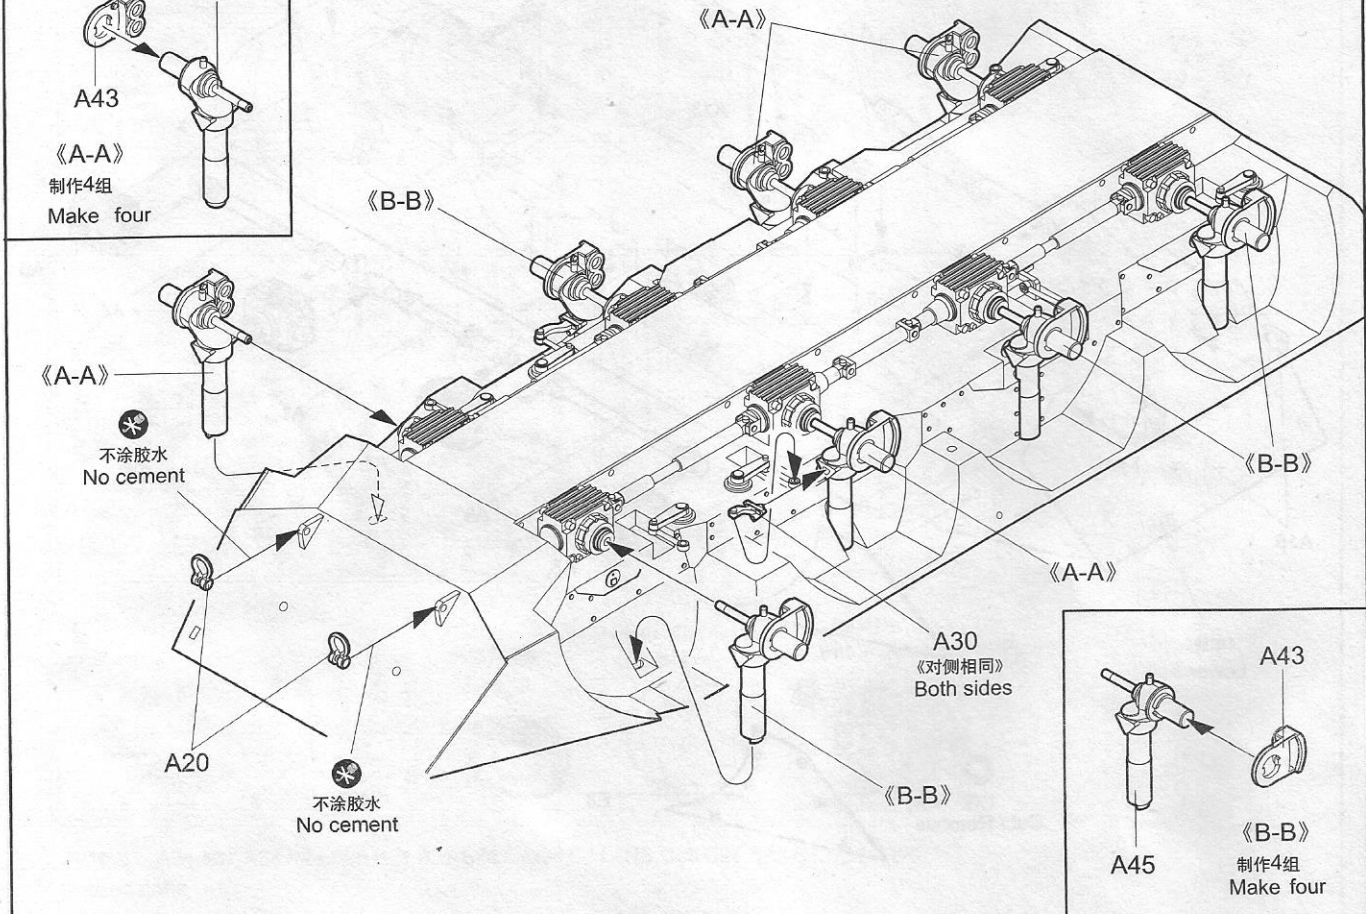 A43
《A-A》
制作4组
Make four
《A-A》
《B-B》
《A-A》
不涂胶水
No cement
《B-B》
《A-A》
A30
《对侧相同》
Both sides
A20
不涂胶水
No cement
《B-B》
A43
A45
《B-B》
制作4组
Make four